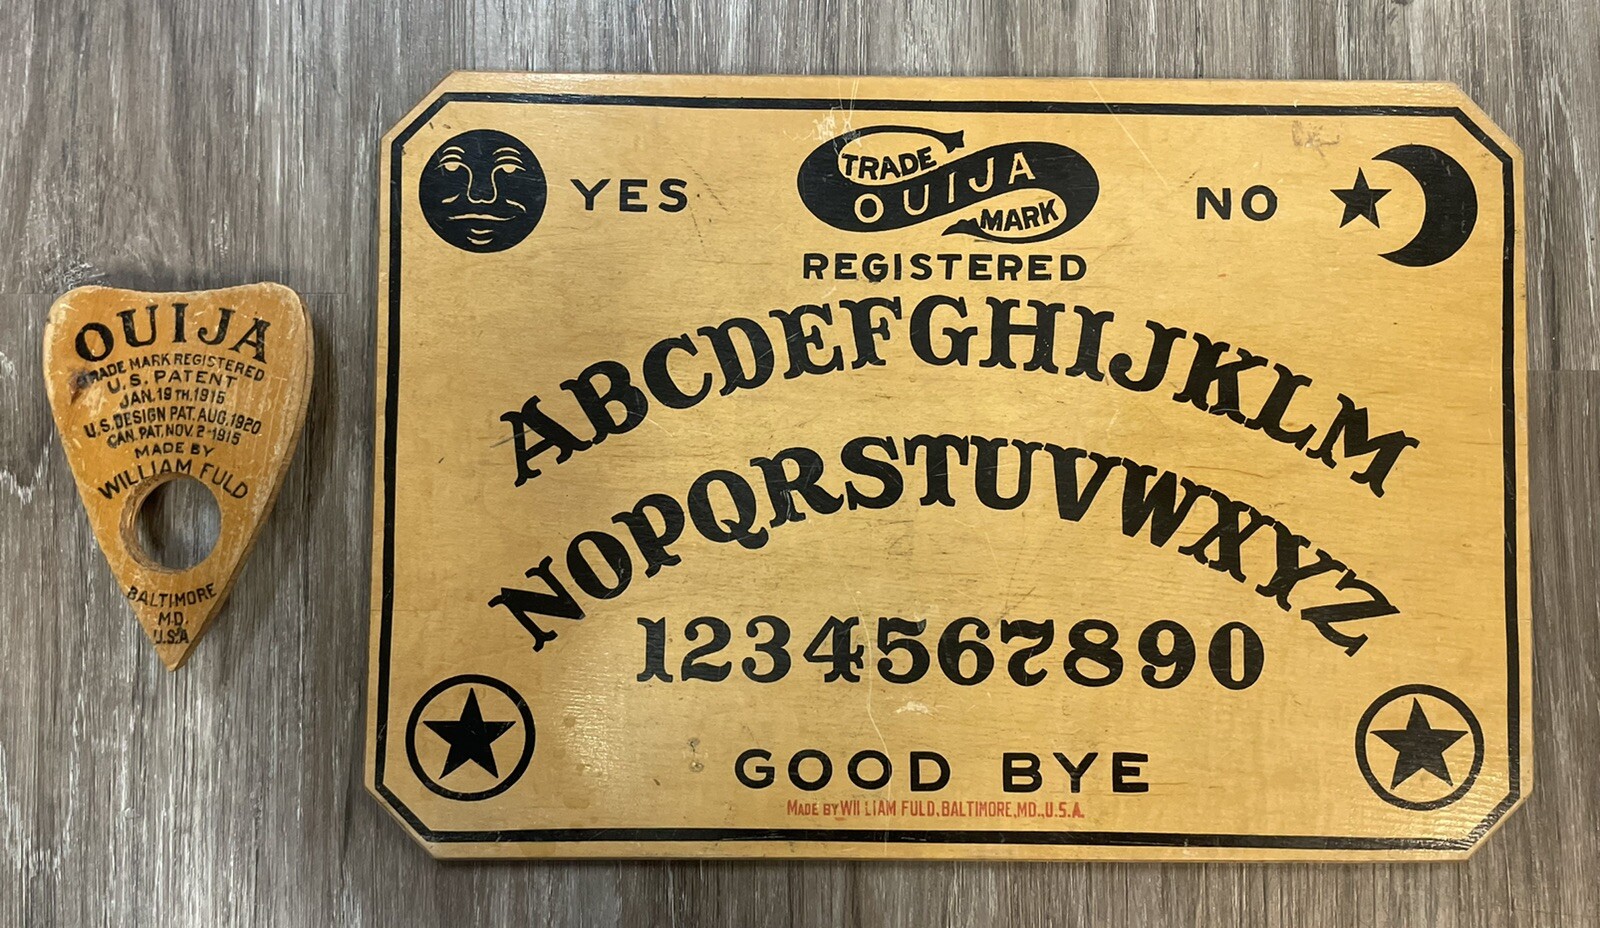 OUIJA
TRADE MARK REGISTERED
U.S. PATENT
JAN. 19TH. 1915
U.S. DESIGN PAT. AUG. 1920
CAN. PAT. NOV. 2-1915
MADE BY
WILLIAM FULD
BALTIMORE
M.D.
U.S.A
YES
TRADE
OUIJA
MARK
NO
REGISTERED
ABCDEFGHIJKLM
NOPQRSTUVWXYZ
1234567890
GOOD BYE
MADE BY WILLIAM FULD, BALTIMORE, MD., U.S.A.